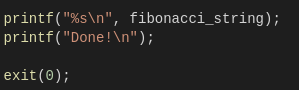 printf("%s\n", fibonacci_string);
printf("Done!\n");
exit(0);